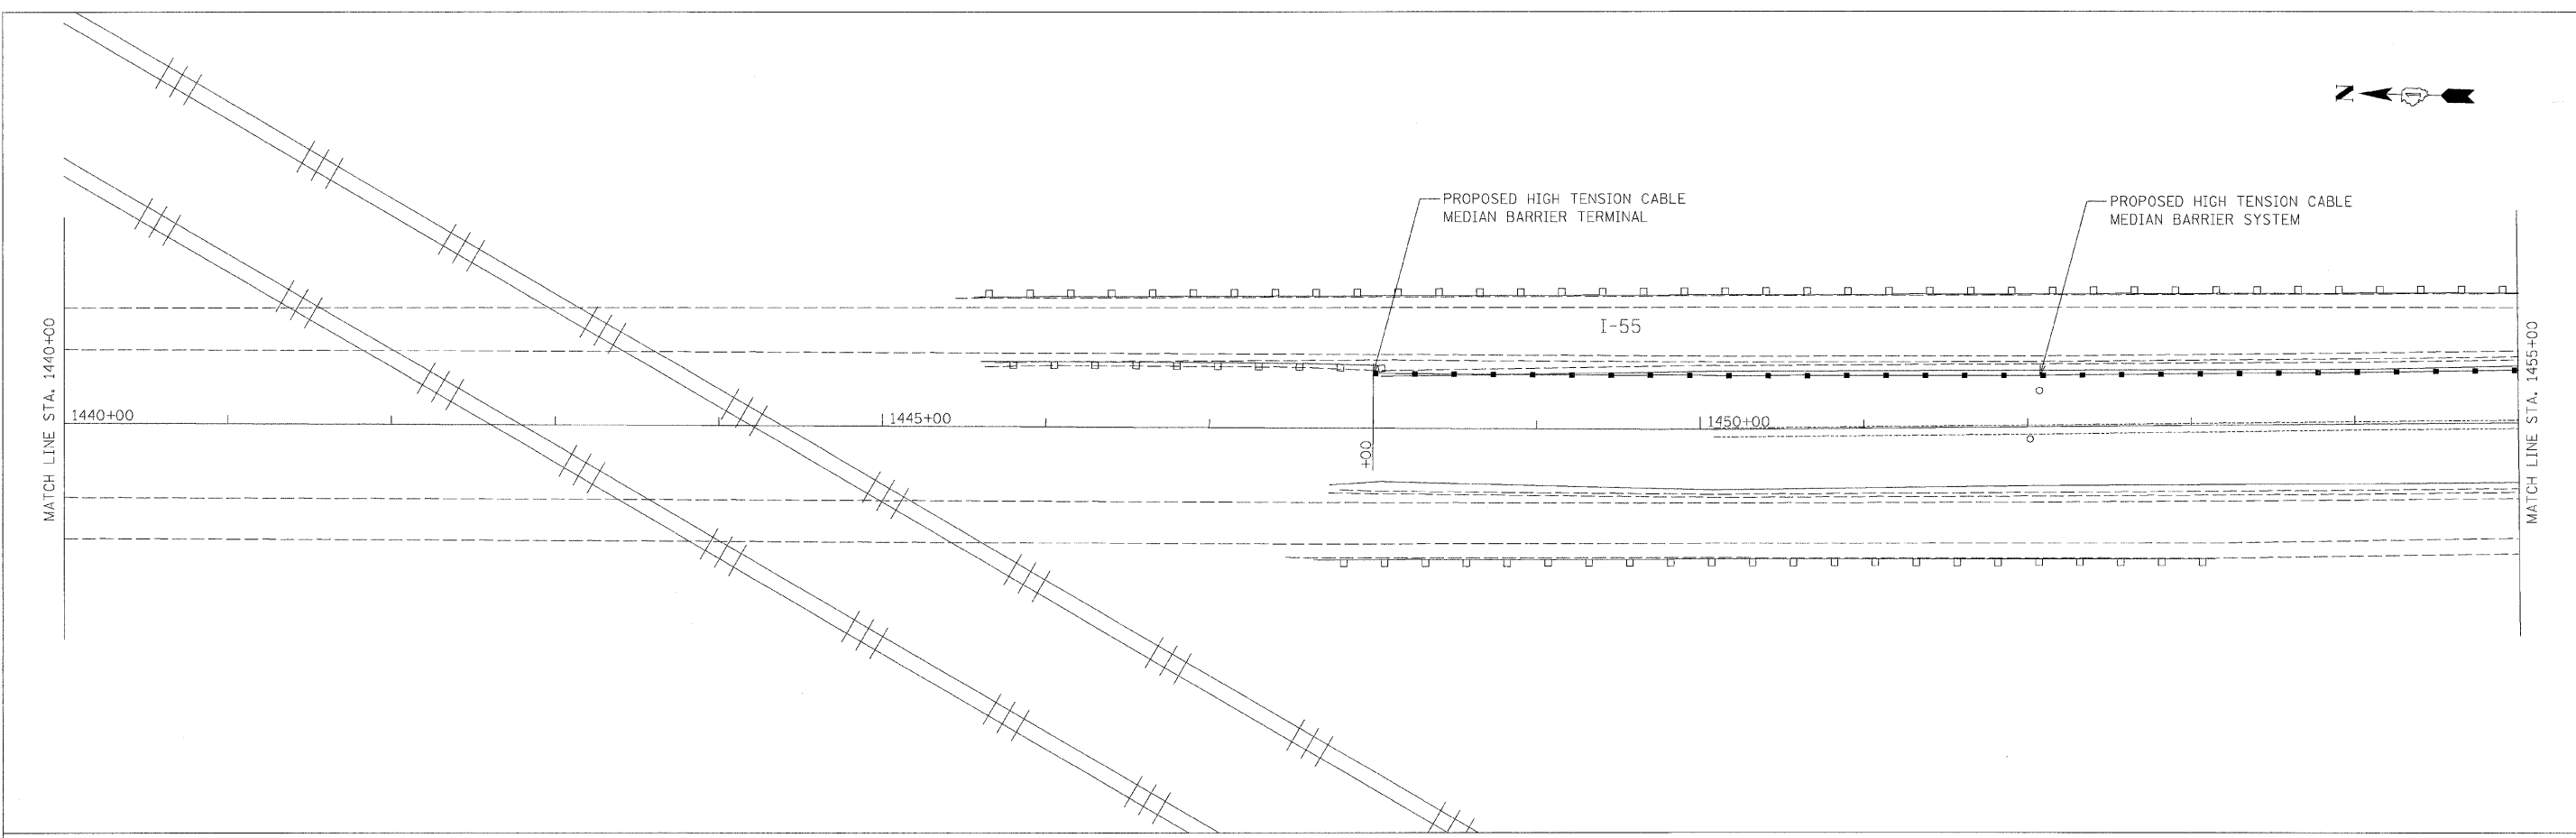 N
PROPOSED HIGH TENSION CABLE
MEDIAN BARRIER TERMINAL
PROPOSED HIGH TENSION CABLE
MEDIAN BARRIER SYSTEM
I-55
MATCH LINE STA. 1440+00
1440+00
1445+00
1450+00
+00
MATCH LINE STA. 1455+00